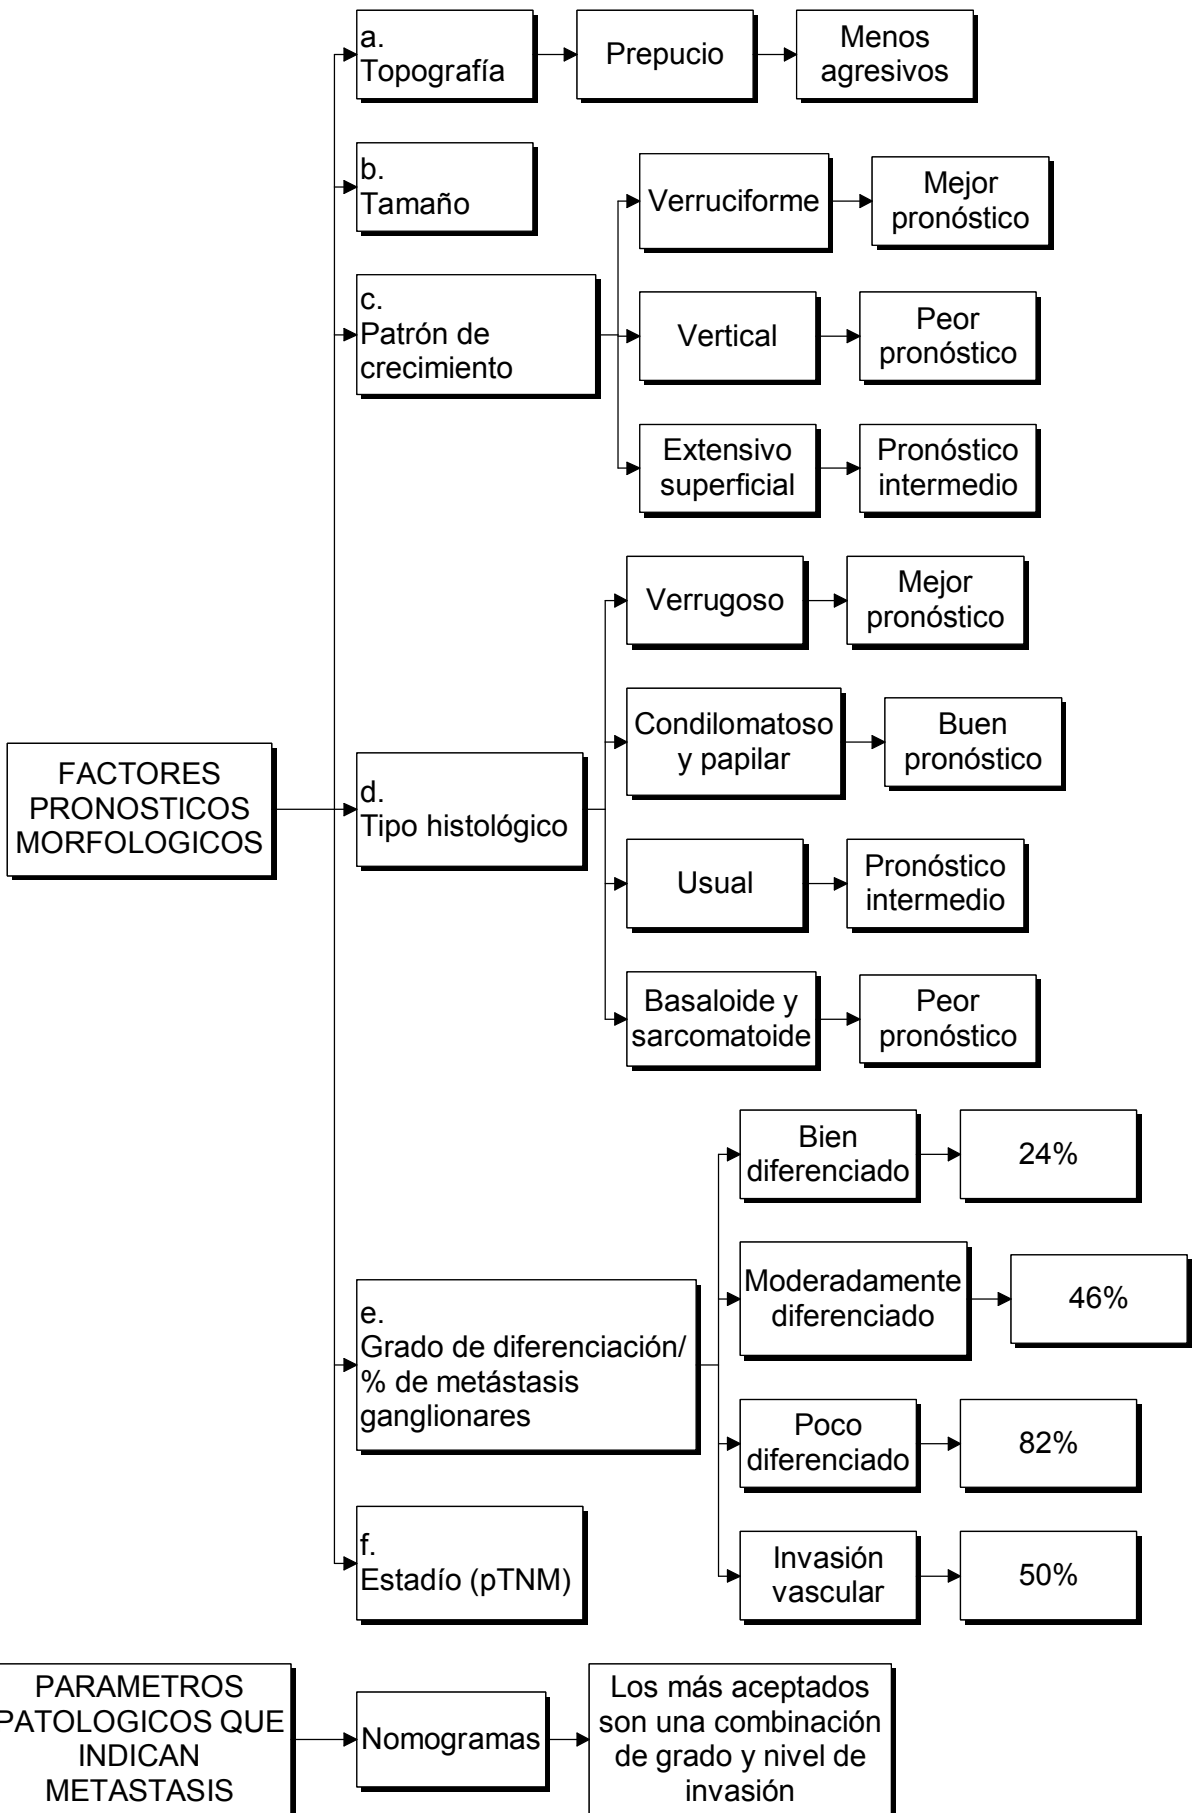 a.
Topografía
Prepucio
Menos
agresivos
b.
Tamaño
c.
Patrón de
crecimiento
Verruciforme
Mejor
pronóstico
Vertical
Peor
pronóstico
Extensivo
superficial
Pronóstico
intermedio
FACTORES
PRONOSTICOS
MORFOLOGICOS
d.
Tipo histológico
Verrugoso
Mejor
pronóstico
Condilomatoso
y papilar
Buen
pronóstico
Usual
Pronóstico
intermedio
Basaloide y
sarcomatoide
Peor
pronóstico
e.
Grado de diferenciación/
% de metástasis
ganglionares
Bien
diferenciado
24%
Moderadamente
diferenciado
46%
Poco
diferenciado
82%
Invasión
vascular
50%
f.
Estadío (pTNM)
PARAMETROS
PATOLOGICOS QUE
INDICAN
METASTASIS
Nomogramas
Los más aceptados
son una combinación
de grado y nivel de
invasión